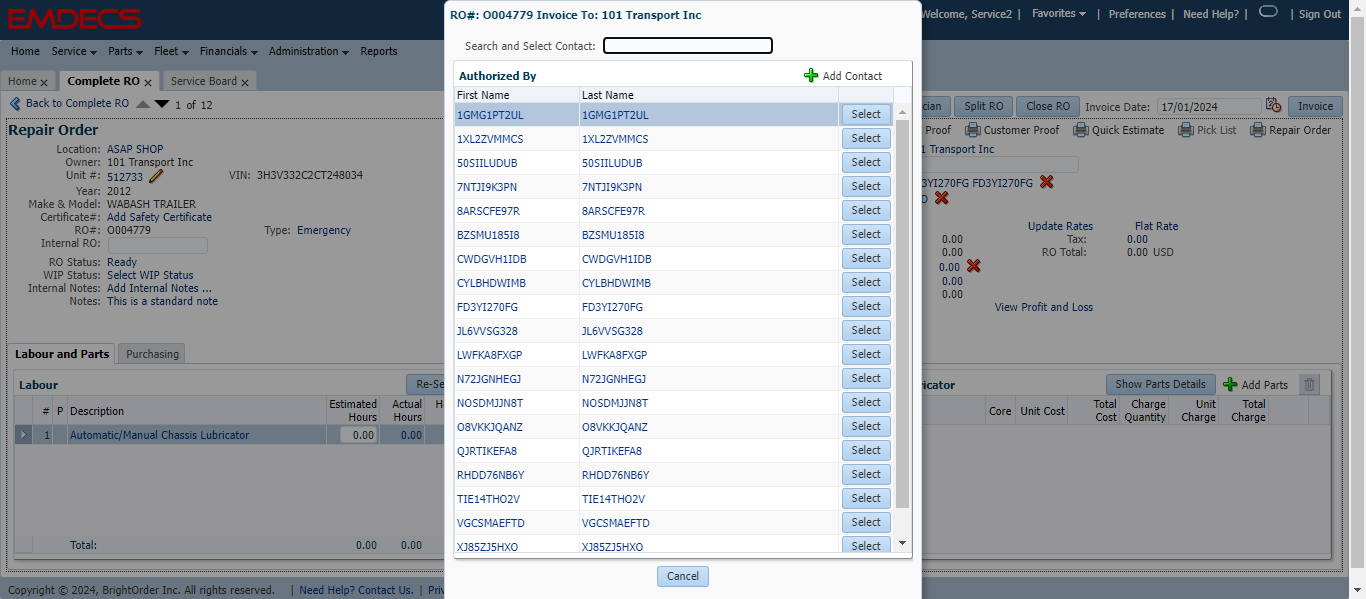 EMDECS
Welcome, Service2 | Favorites | Preferences | Need Help? | Sign Out
Home Service Parts Fleet Financials Administration Reports
Home x Complete RO x Service Board x
Back to Complete RO 1 of 12
Split RO Close RO Invoice Date: 17/01/2024 Invoice
Proof Customer Proof Quick Estimate Pick List Repair Order
Repair Order
Location: ASAP SHOP
Owner: 101 Transport Inc
Unit #: 512733
VIN: 3H3V332C2CT248034
Year: 2012
Make & Model: WABASH TRAILER
Certificate#: Add Safety Certificate
RO#: O004779
Type: Emergency
Internal RO:
RO Status: Ready
WIP Status: Select WIP Status
Internal Notes: Add Internal Notes ...
Notes: This is a standard note
Transport Inc
FD3YI270FG
Update Rates Flat Rate
0.00 Tax: 0.00
0.00 RO Total: 0.00 USD
0.00
0.00
0.00
View Profit and Loss
Labour and Parts Purchasing
Labour
Show Parts Details Add Parts
# P Description Estimated Hours Actual Hours
Core Unit Cost Total Cost Charge Quantity Unit Charge Total Charge
1 Automatic/Manual Chassis Lubricator 0.00 0.00
Total: 0.00 0.00
Copyright © 2024, BrightOrder Inc. All rights reserved. | Need Help? Contact Us. |
RO#: O004779 Invoice To: 101 Transport Inc
Search and Select Contact:
Authorized By Add Contact
First Name Last Name
1GMG1PT2UL 1GMG1PT2UL Select
1XL2ZVMMCS 1XL2ZVMMCS Select
50SIILUDUB 50SIILUDUB Select
7NTJI9K3PN 7NTJI9K3PN Select
8ARSCFE97R 8ARSCFE97R Select
BZSMU185I8 BZSMU185I8 Select
CWDGVH1IDB CWDGVH1IDB Select
CYLBHDWIMB CYLBHDWIMB Select
FD3YI270FG FD3YI270FG Select
JL6VVSG328 JL6VVSG328 Select
LWFKA8FXGP LWFKA8FXGP Select
N72JGNHEGJ N72JGNHEGJ Select
NOSDMJJN8T NOSDMJJN8T Select
O8VKKJQANZ O8VKKJQANZ Select
QJRTIKEFA8 QJRTIKEFA8 Select
RHDD76NB6Y RHDD76NB6Y Select
TIE14THO2V TIE14THO2V Select
VGCSMAEFTD VGCSMAEFTD Select
XJ85ZJ5HXO XJ85ZJ5HXO Select
Cancel